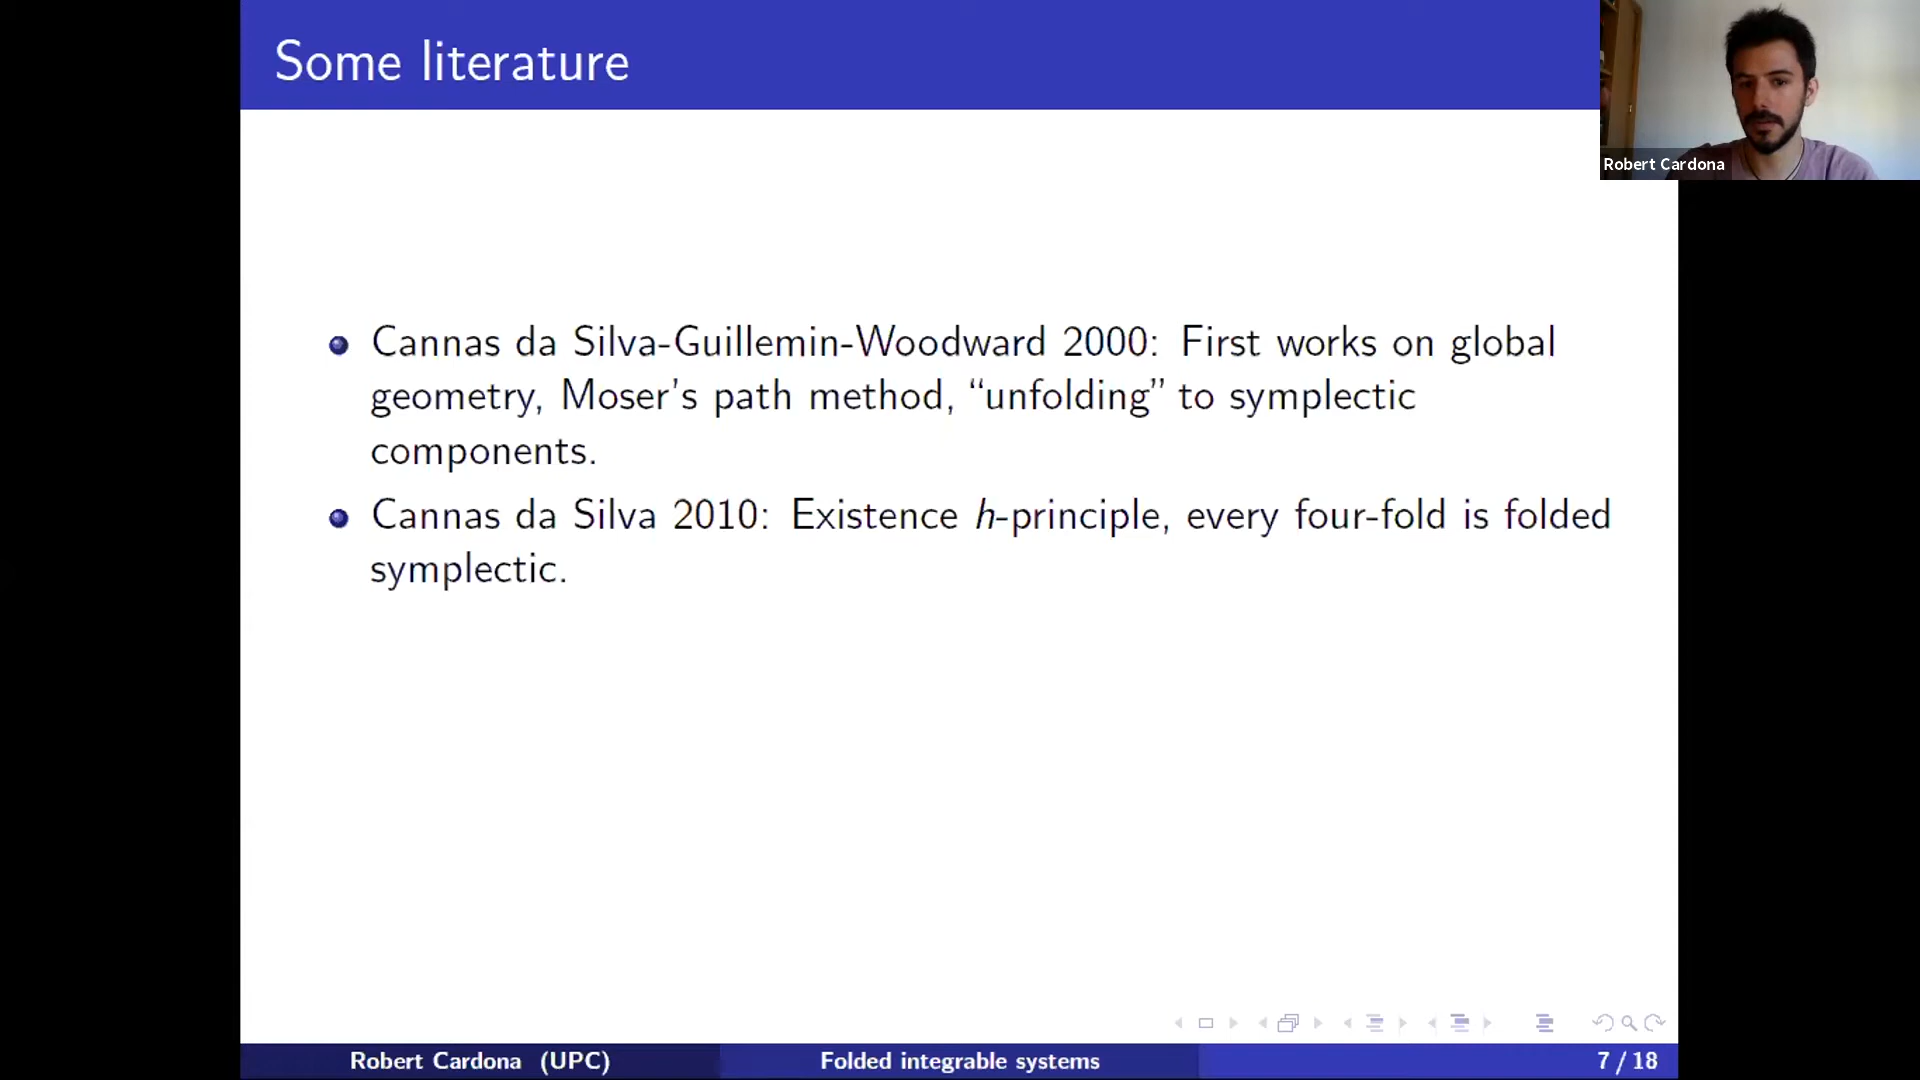 Some literature
Robert Cardona
Cannas da Silva-Guillemin-Woodward 2000: First works on global
geometry, Moser's path method, “unfolding” to symplectic
components.
Cannas da Silva 2010: Existence h-principle, every four-fold is folded
symplectic.
Robert Cardona (UPC)
Folded integrable systems
7 / 18